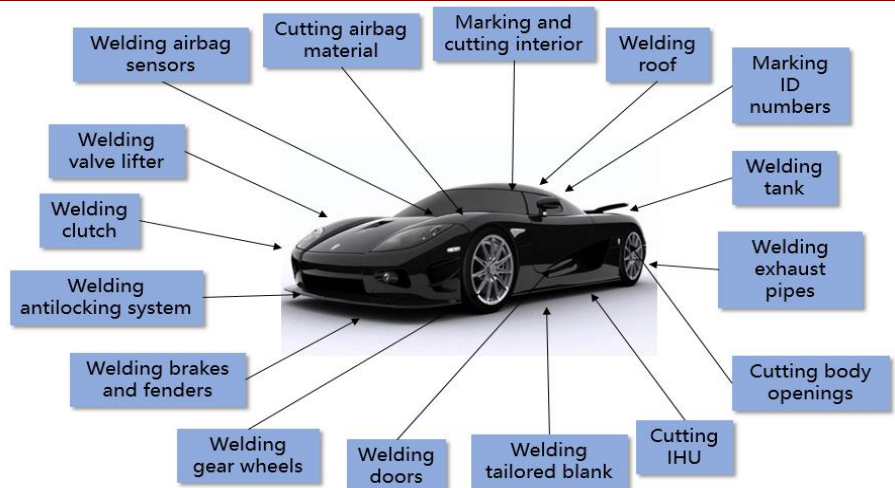 Welding airbag
sensors
Cutting airbag
material
Marking and
cutting interior
Welding
roof
Marking
ID
numbers
Welding
valve lifter
Welding
tank
Welding
clutch
Welding
exhaust
pipes
Welding
antilocking system
Welding brakes
and fenders
Cutting body
openings
Welding
gear wheels
Welding
doors
Welding
tailored blank
Cutting
IHU